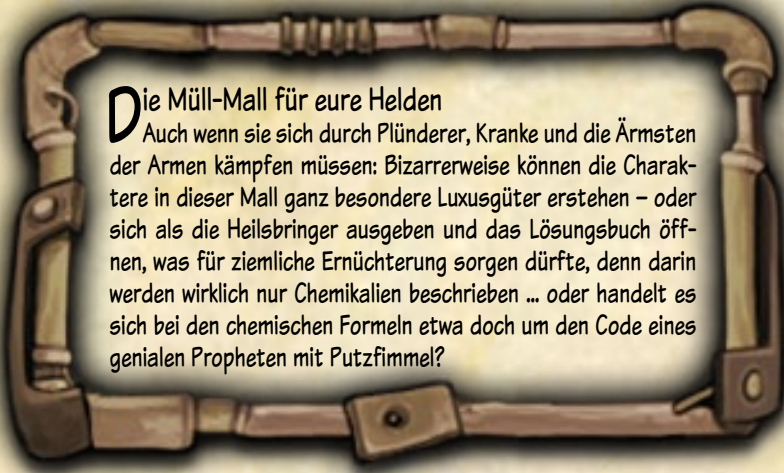 Die Müll-Mall für eure Helden
Auch wenn sie sich durch Plünderer, Kranke und die Ärmsten
der Armen kämpfen müssen: Bizarrerweise können die Charak-
tere in dieser Mall ganz besondere Luxusgüter erstehen – oder
sich als die Heilsbringer ausgeben und das Lösungsbuch öff-
nen, was für ziemliche Ernüchterung sorgen dürfte, denn darin
werden wirklich nur Chemikalien beschrieben ... oder handelt es
sich bei den chemischen Formeln etwa doch um den Code eines
genialen Propheten mit Putzfimmel?